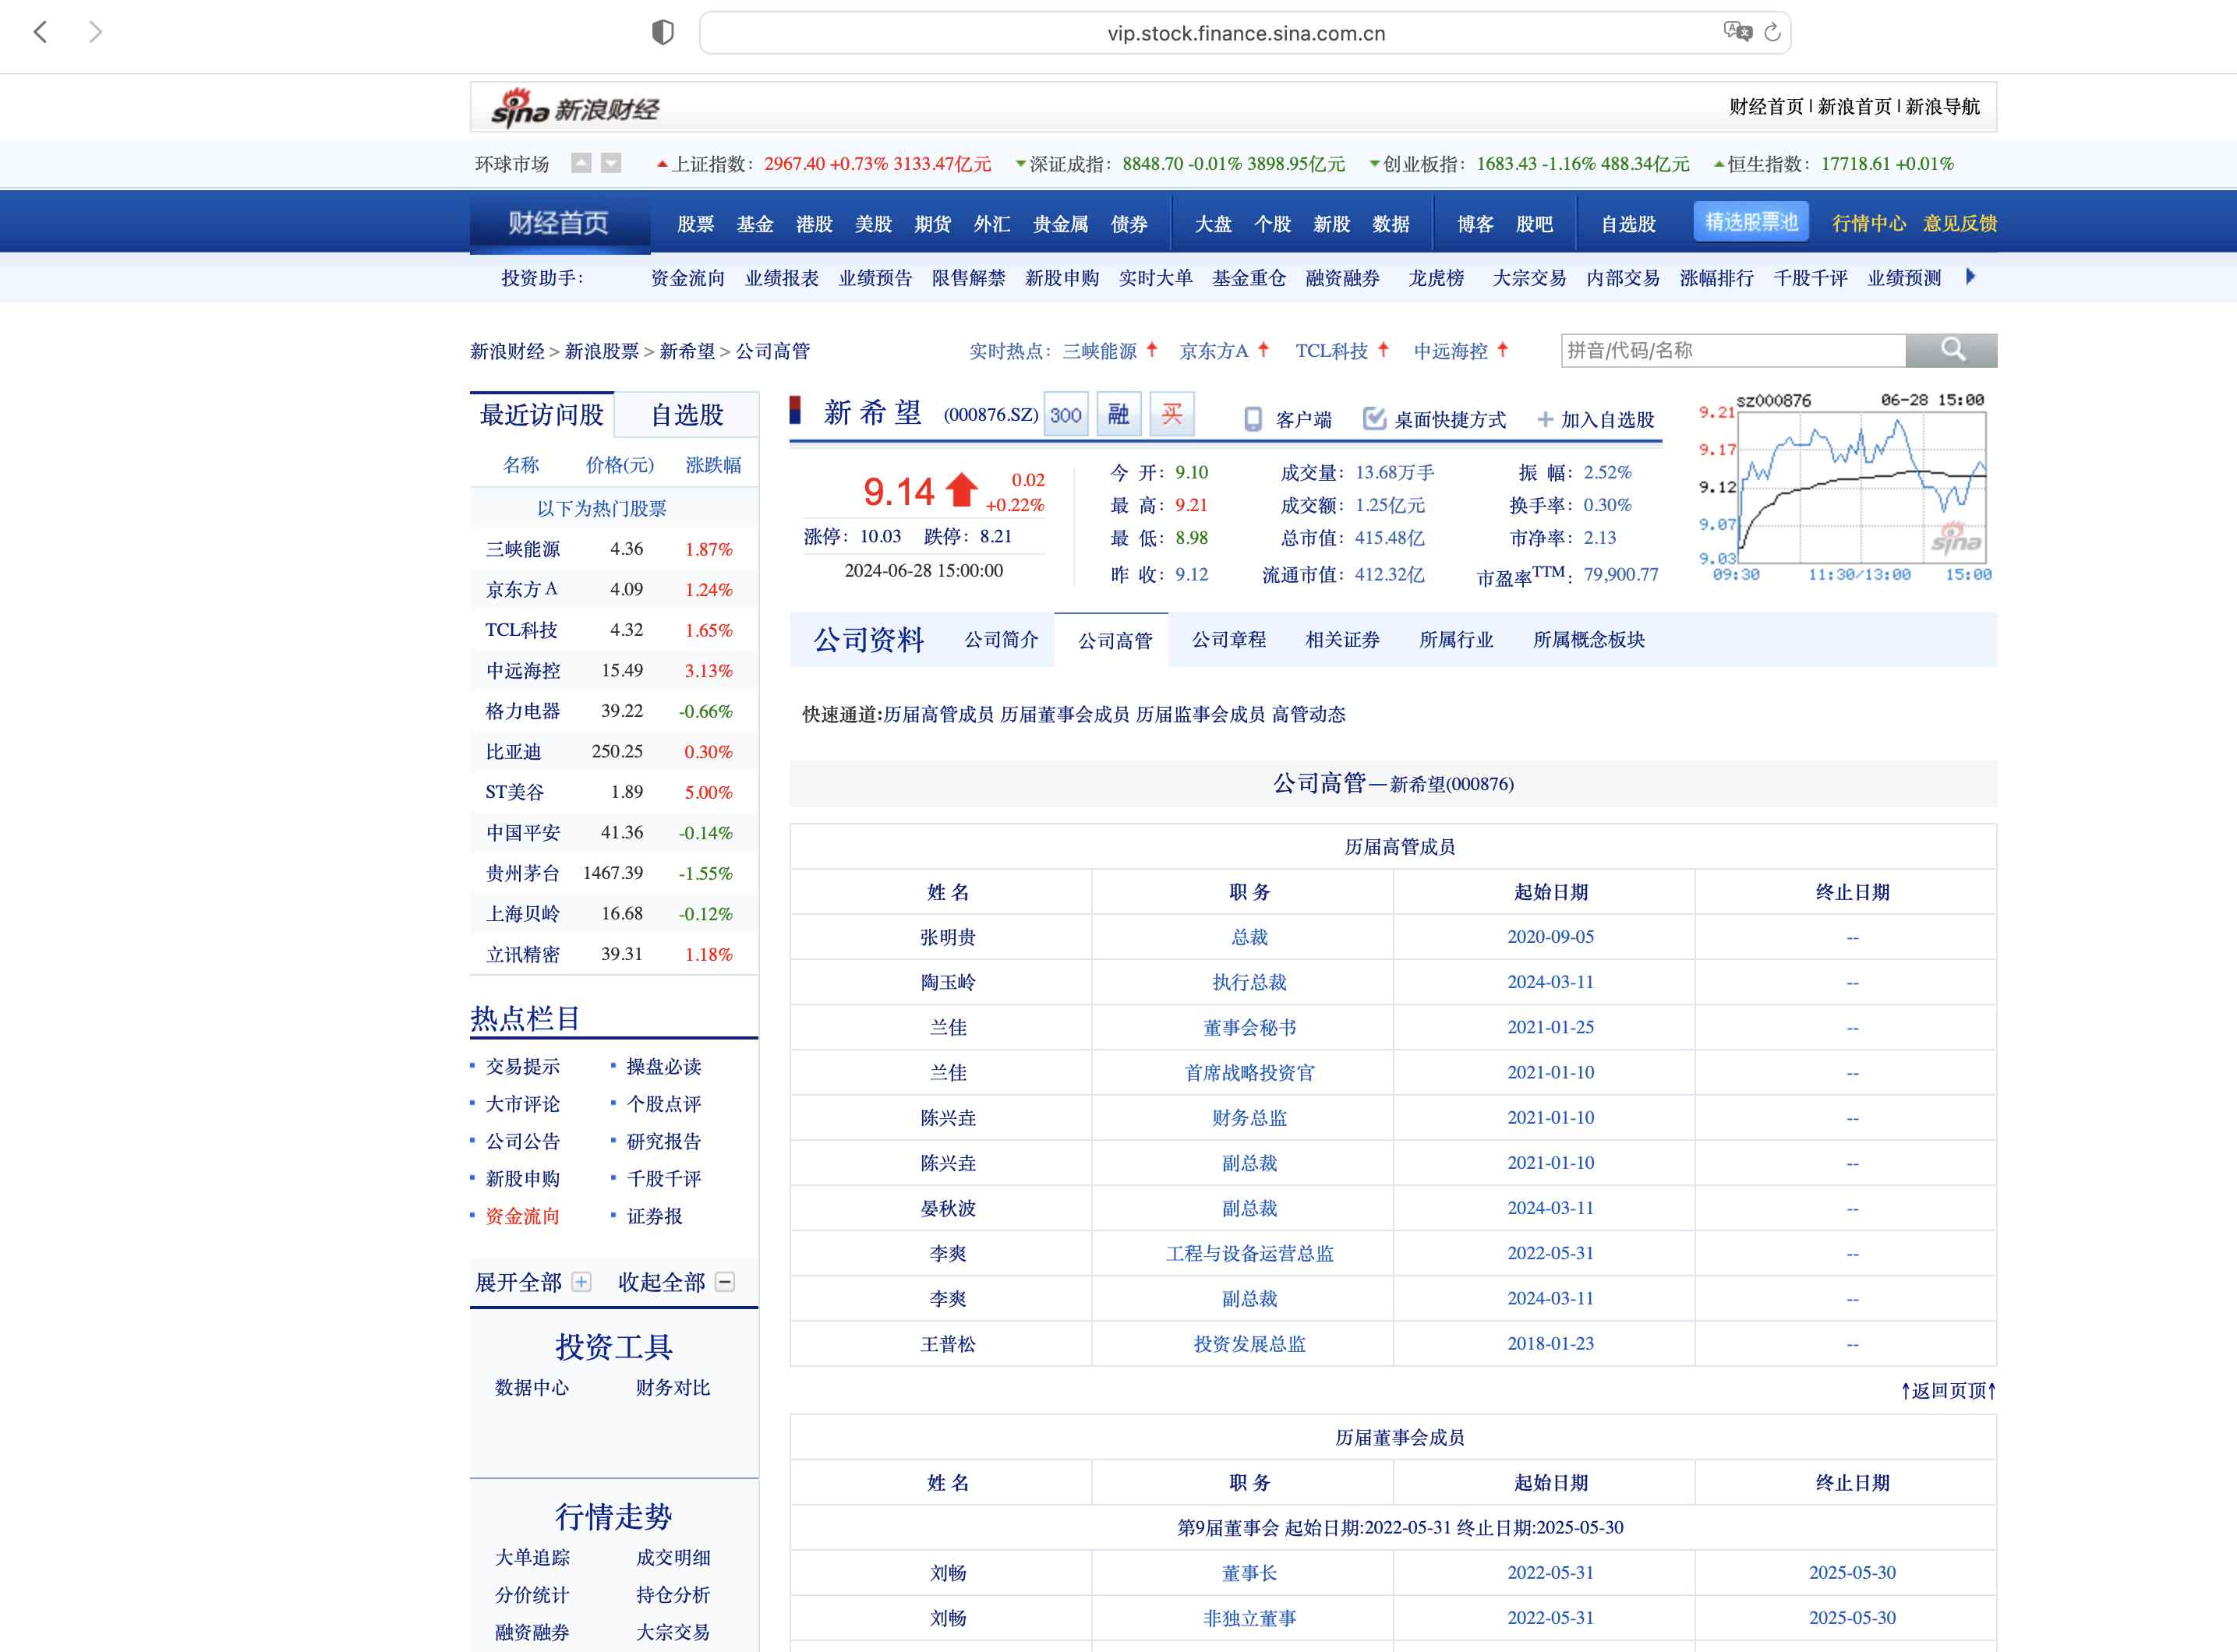 vip.stock.finance.sina.com.cn
sina 新浪财经
财经首页 | 新浪首页 | 新浪导航
环球市场 上证指数：2967.40 +0.73% 3133.47亿元 深证成指：8848.70 -0.01% 3898.95亿元 创业板指：1683.43 -1.16% 488.34亿元 恒生指数：17718.61 +0.01%
财经首页 股票 基金 港股 美股 期货 外汇 贵金属 债券 大盘 个股 新股 数据 博客 股吧 自选股 精选股票池 行情中心 意见反馈
投资助手： 资金流向 业绩报表 业绩预告 限售解禁 新股申购 实时大单 基金重仓 融资融券 龙虎榜 大宗交易 内部交易 涨幅排行 千股千评 业绩预测
新浪财经 > 新浪股票 > 新希望 > 公司高管
实时热点： 三峡能源 京东方A TCL科技 中远海控
拼音/代码/名称
最近访问股 自选股
名称 价格(元) 涨跌幅
以下为热门股票
三峡能源 4.36 1.87%
京东方Ａ 4.09 1.24%
TCL科技 4.32 1.65%
中远海控 15.49 3.13%
格力电器 39.22 -0.66%
比亚迪 250.25 0.30%
ST美谷 1.89 5.00%
中国平安 41.36 -0.14%
贵州茅台 1467.39 -1.55%
上海贝岭 16.68 -0.12%
立讯精密 39.31 1.18%
热点栏目
交易提示 操盘必读
大市评论 个股点评
公司公告 研究报告
新股申购 千股千评
资金流向 证券报
展开全部 收起全部
投资工具
数据中心 财务对比
行情走势
大单追踪 成交明细
分价统计 持仓分析
融资融券 大宗交易
新 希 望 (000876.SZ) 300 融 买 客户端 桌面快捷方式 加入自选股
9.14 0.02
+0.22%
涨停：10.03 跌停：8.21
2024-06-28 15:00:00
今 开：9.10 成交量：13.68万手 振 幅：2.52%
最 高：9.21 成交额：1.25亿元 换手率：0.30%
最 低：8.98 总市值：415.48亿 市净率：2.13
昨 收：9.12 流通市值：412.32亿 市盈率TTM：79,900.77
sz000876 06-28 15:00
9.21
9.17
9.12
9.07
9.03
sina
09:30 11:30/13:00 15:00
公司资料 公司简介 公司高管 公司章程 相关证券 所属行业 所属概念板块
快速通道:历届高管成员 历届董事会成员 历届监事会成员 高管动态
公司高管—新希望(000876)
历届高管成员
姓 名 职 务 起始日期 终止日期
张明贵 总裁 2020-09-05 --
陶玉岭 执行总裁 2024-03-11 --
兰佳 董事会秘书 2021-01-25 --
兰佳 首席战略投资官 2021-01-10 --
陈兴垚 财务总监 2021-01-10 --
陈兴垚 副总裁 2021-01-10 --
晏秋波 副总裁 2024-03-11 --
李爽 工程与设备运营总监 2022-05-31 --
李爽 副总裁 2024-03-11 --
王普松 投资发展总监 2018-01-23 --
↑返回页顶↑
历届董事会成员
姓 名 职 务 起始日期 终止日期
第9届董事会 起始日期:2022-05-31 终止日期:2025-05-30
刘畅 董事长 2022-05-31 2025-05-30
刘畅 非独立董事 2022-05-31 2025-05-30